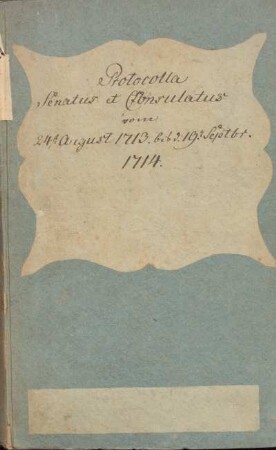 Protocolla
Senatus et Consulatus
vom
24t August 1713. bis d. 19t Septbr.
1714.